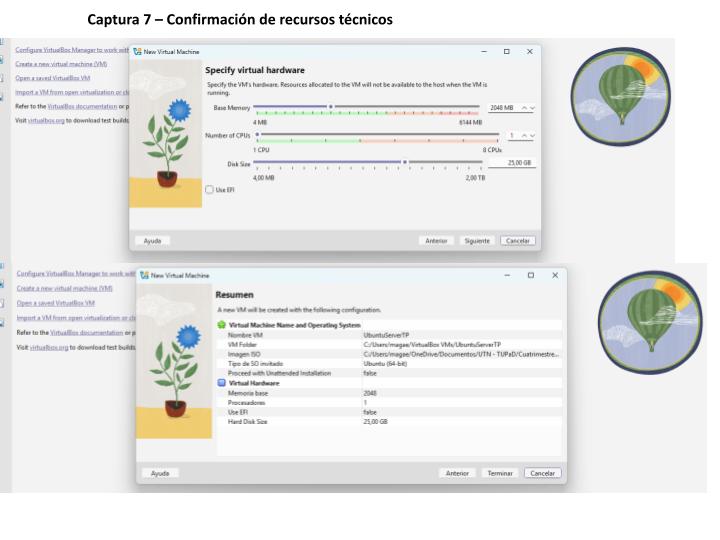 Captura 7 – Confirmación de recursos técnicos
Configure VirtualBox Manager to work with
Create a new virtual machine (VM)
Open a saved VirtualBox VM
Import a VM from open virtualization or clo
Refer to the VirtualBox documentation or p
Visit virtualbox.org to download test builds
New Virtual Machine
Specify virtual hardware
Specify the VM's hardware. Resources allocated to the VM will not be available to the host when the VM is
running.
Base Memory 2048 MB
4 MB 6144 MB
Number of CPUs 1
1 CPU 8 CPUs
Disk Size 25,00 GB
4,00 MB 2,00 TB
Use EFI
Ayuda Anterior Siguiente Cancelar
Configure VirtualBox Manager to work with
Create a new virtual machine (VM)
Open a saved VirtualBox VM
Import a VM from open virtualization or clo
Refer to the VirtualBox documentation or p
Visit virtualbox.org to download test builds
New Virtual Machine
Resumen
A new VM will be created with the following configuration.
Virtual Machine Name and Operating System
Nombre VM UbuntuServerTP
VM Folder C:/Users/magae/VirtualBox VMs/UbuntuServerTP
Imagen ISO C:/Users/magae/OneDrive/Documentos/UTN - TUPaD/Cuatrimestre...
Tipo de SO invitado Ubuntu (64-bit)
Proceed with Unattended Installation false
Virtual Hardware
Memoria base 2048
Procesadores 1
Use EFI false
Hard Disk Size 25,00 GB
Ayuda Anterior Terminar Cancelar